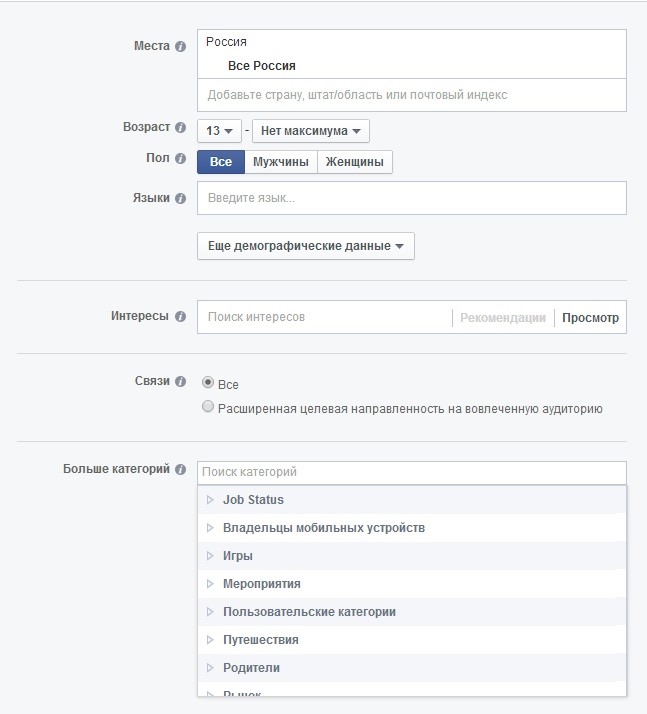 Места
Россия
Все Россия
Добавьте страну, штат/область или почтовый индекс
Возраст 13 - Нет максимума
Пол Все Мужчины Женщины
Языки Введите язык...
Еще демографические данные
Интересы Поиск интересов Рекомендации Просмотр
Связи Все
Расширенная целевая направленность на вовлеченную аудиторию
Больше категорий Поиск категорий
Job Status
Владельцы мобильных устройств
Игры
Мероприятия
Пользовательские категории
Путешествия
Родители
Рынок